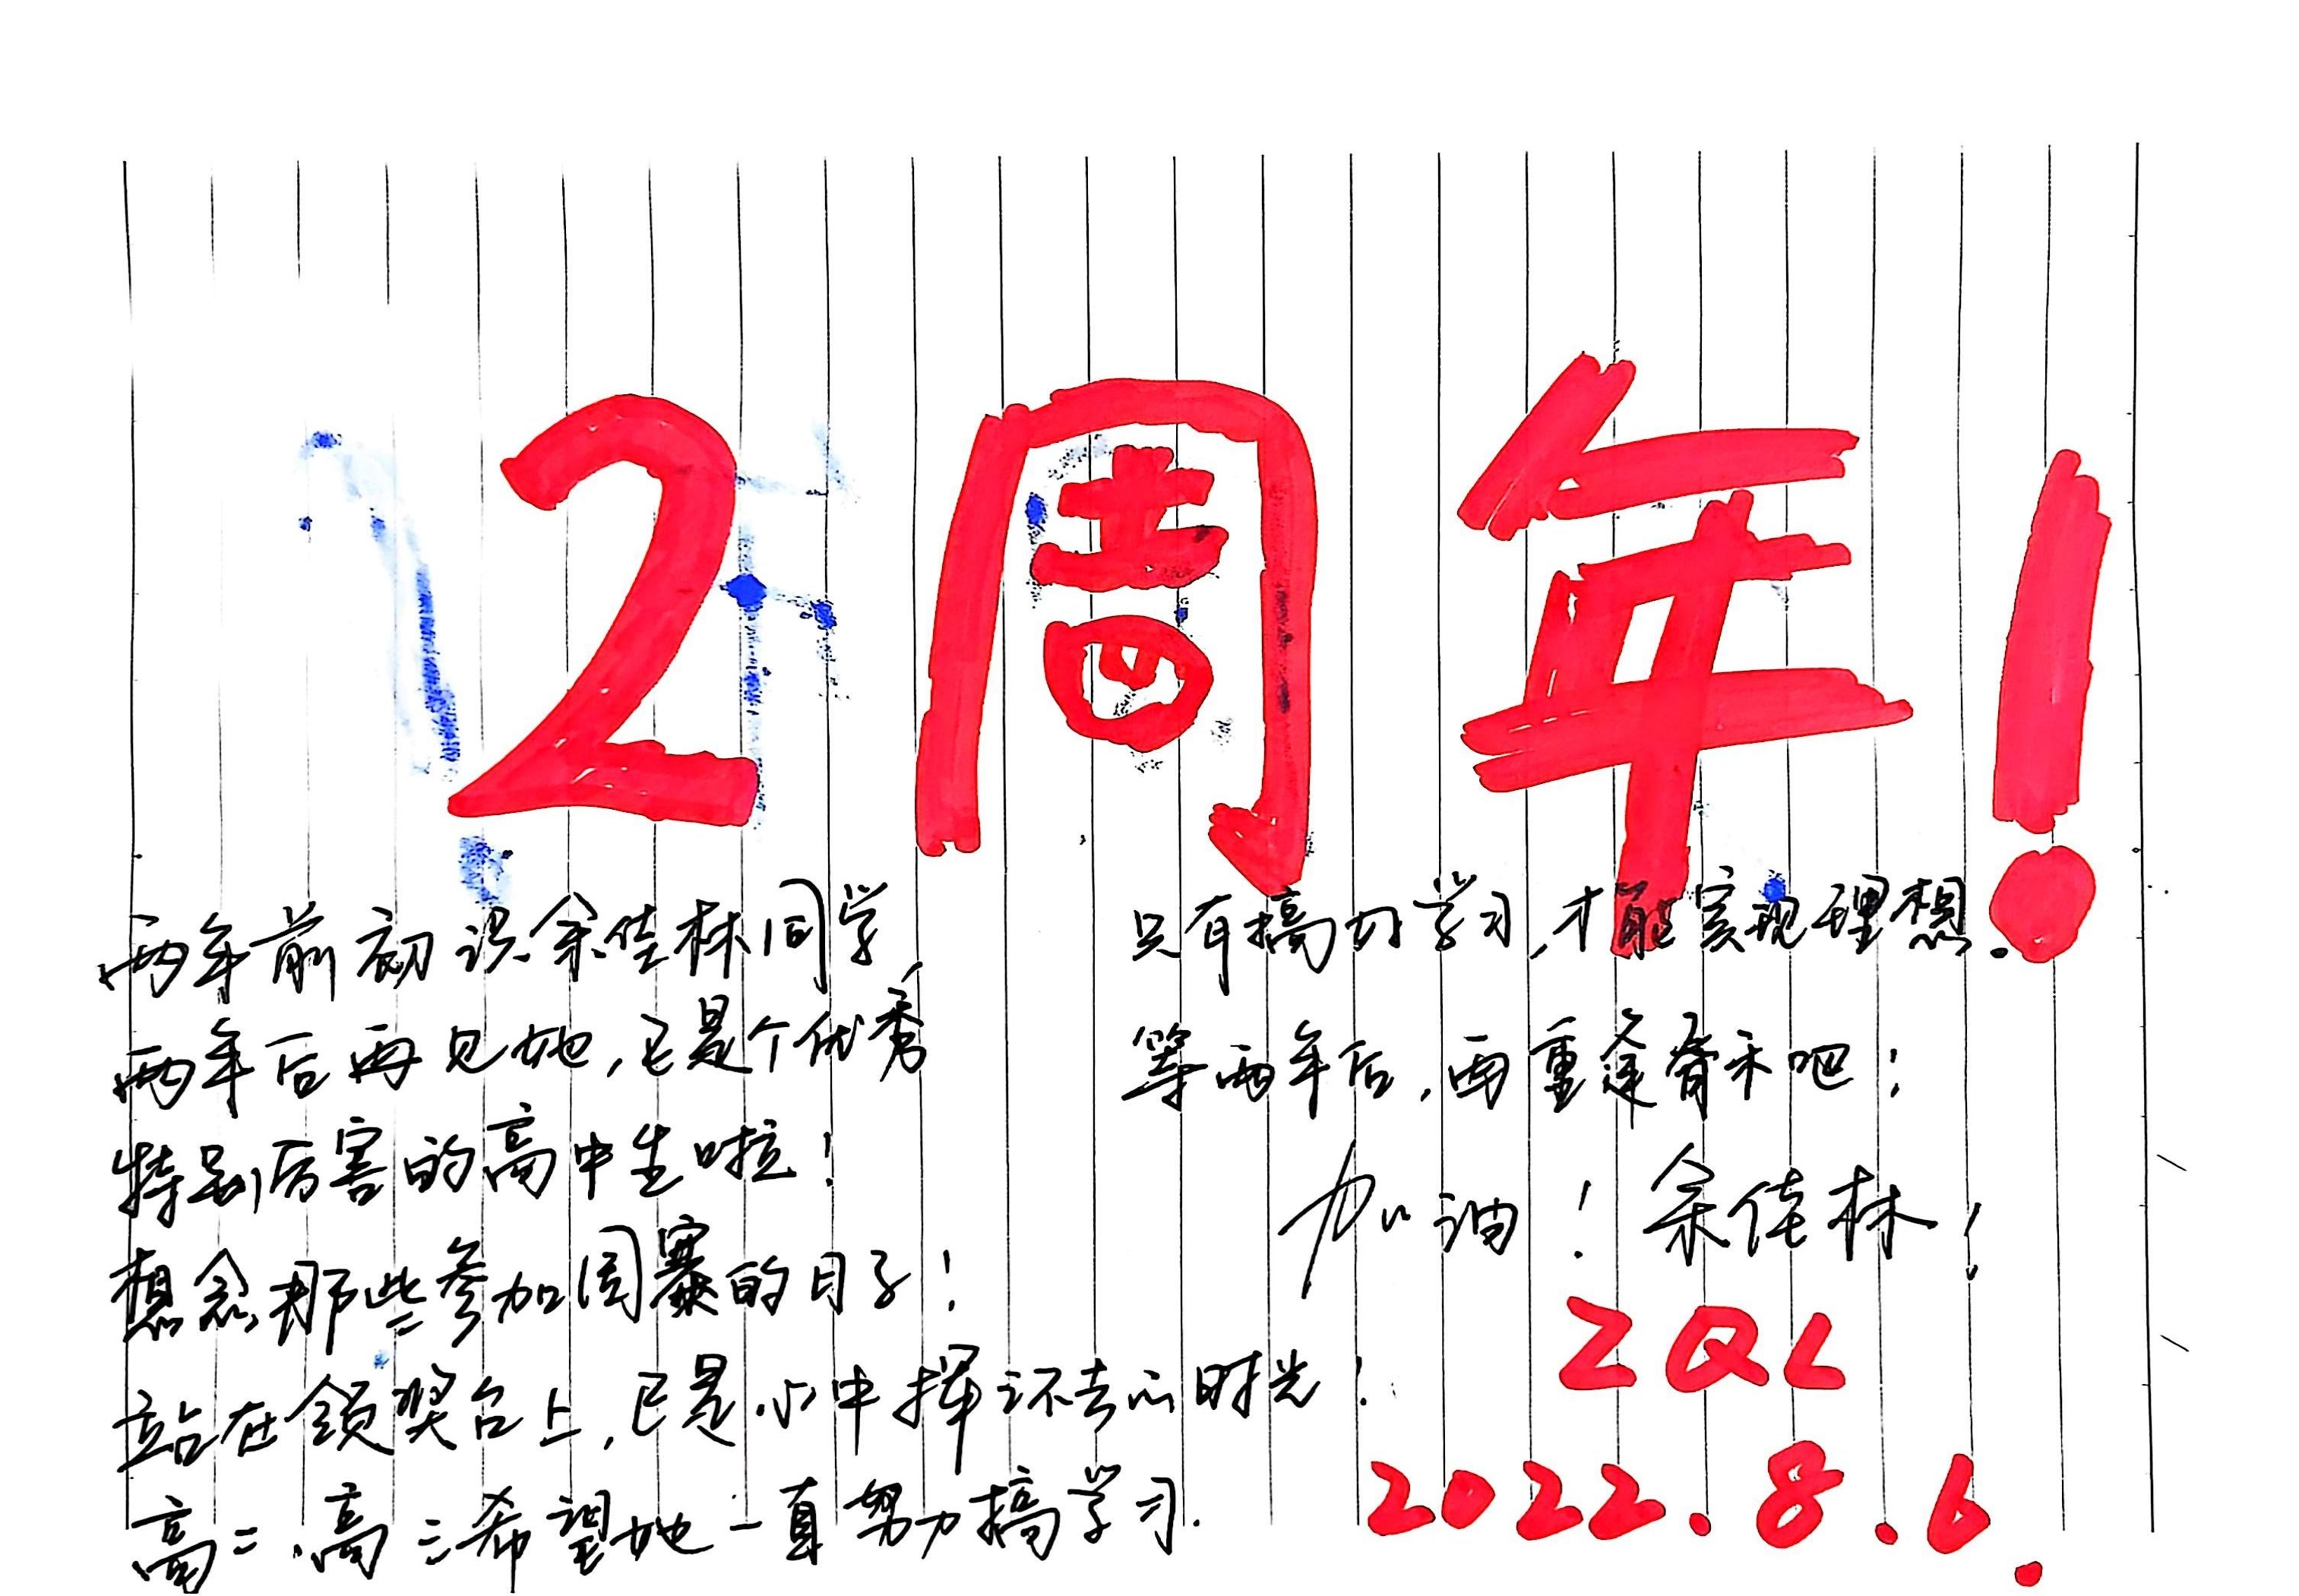 2周年!
两年前初识余佳林同学,
两年后再见她,已是个优秀
特别厉害的高中生啦!
想念那些参加周赛的日子!
站在领奖台上,已是心中挥之不去的时光!
高二、高三希望她一直努力搞学习.
只有搞好学习,才能实现理想.
等两年后,再重逢
加油!余佳林!
ZQL
2022.8.6.